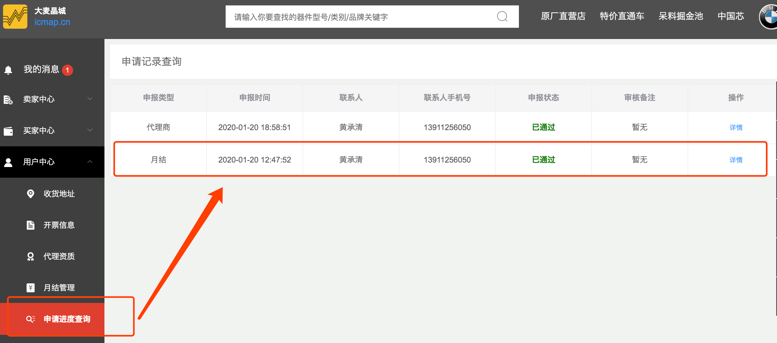 大麦晶城
icmap.cn
请输入你要查找的器件型号/类别/品牌关键字
原厂直营店 特价直通车 呆料掘金池 中国芯
我的消息 1
卖家中心
买家中心
用户中心
收货地址
开票信息
代理资质
月结管理
申请进度查询
申请记录查询
申报类型 申报时间 联系人 联系人手机号 申报状态 审核备注 操作
代理商 2020-01-20 18:58:51 黄承清 13911256050 已通过 暂无 详情
月结 2020-01-20 12:47:52 黄承清 13911256050 已通过 暂无 详情